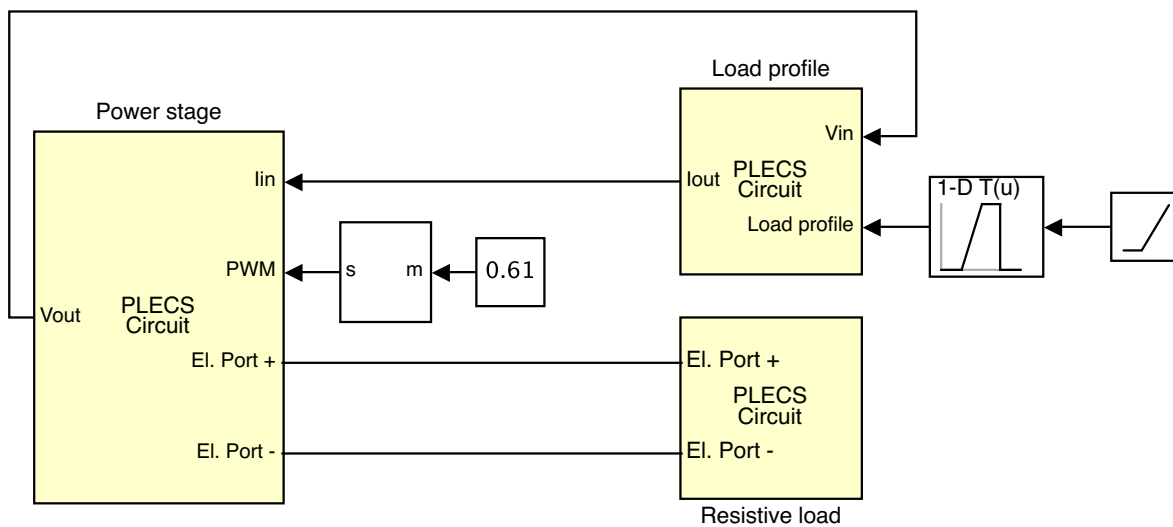 Load profile
Power stage
Vin
Iin
Iout
PLECS
Circuit
1-D T(u)
Load profile
PWM
s
m
0.61
Vout
PLECS
Circuit
El. Port +
El. Port +
PLECS
Circuit
El. Port -
El. Port -
Resistive load